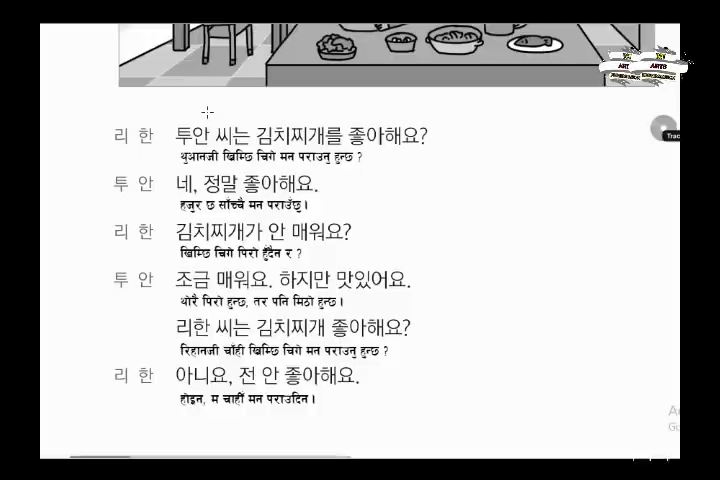 리 한 투안 씨는 김치찌개를 좋아해요?
थुआनजी खिम्छि चिगे मन पराउनु हुन्छ ?
투 안 네, 정말 좋아해요.
हजुर छ साँच्चै मन पराउँछु ।
리 한 김치찌개가 안 매워요?
खिम्छि चिगे पिरो हुँदैन र ?
투 안 조금 매워요. 하지만 맛있어요.
थोरै पिरो हुन्छ, तर पनि मिठो हुन्छ ।
리한 씨는 김치찌개 좋아해요?
रिहानजी चाँही खिम्छि चिगे मन पराउनु हुन्छ ?
리 한 아니요, 전 안 좋아해요.
होइन, म चाहीँ मन पराउदिन ।